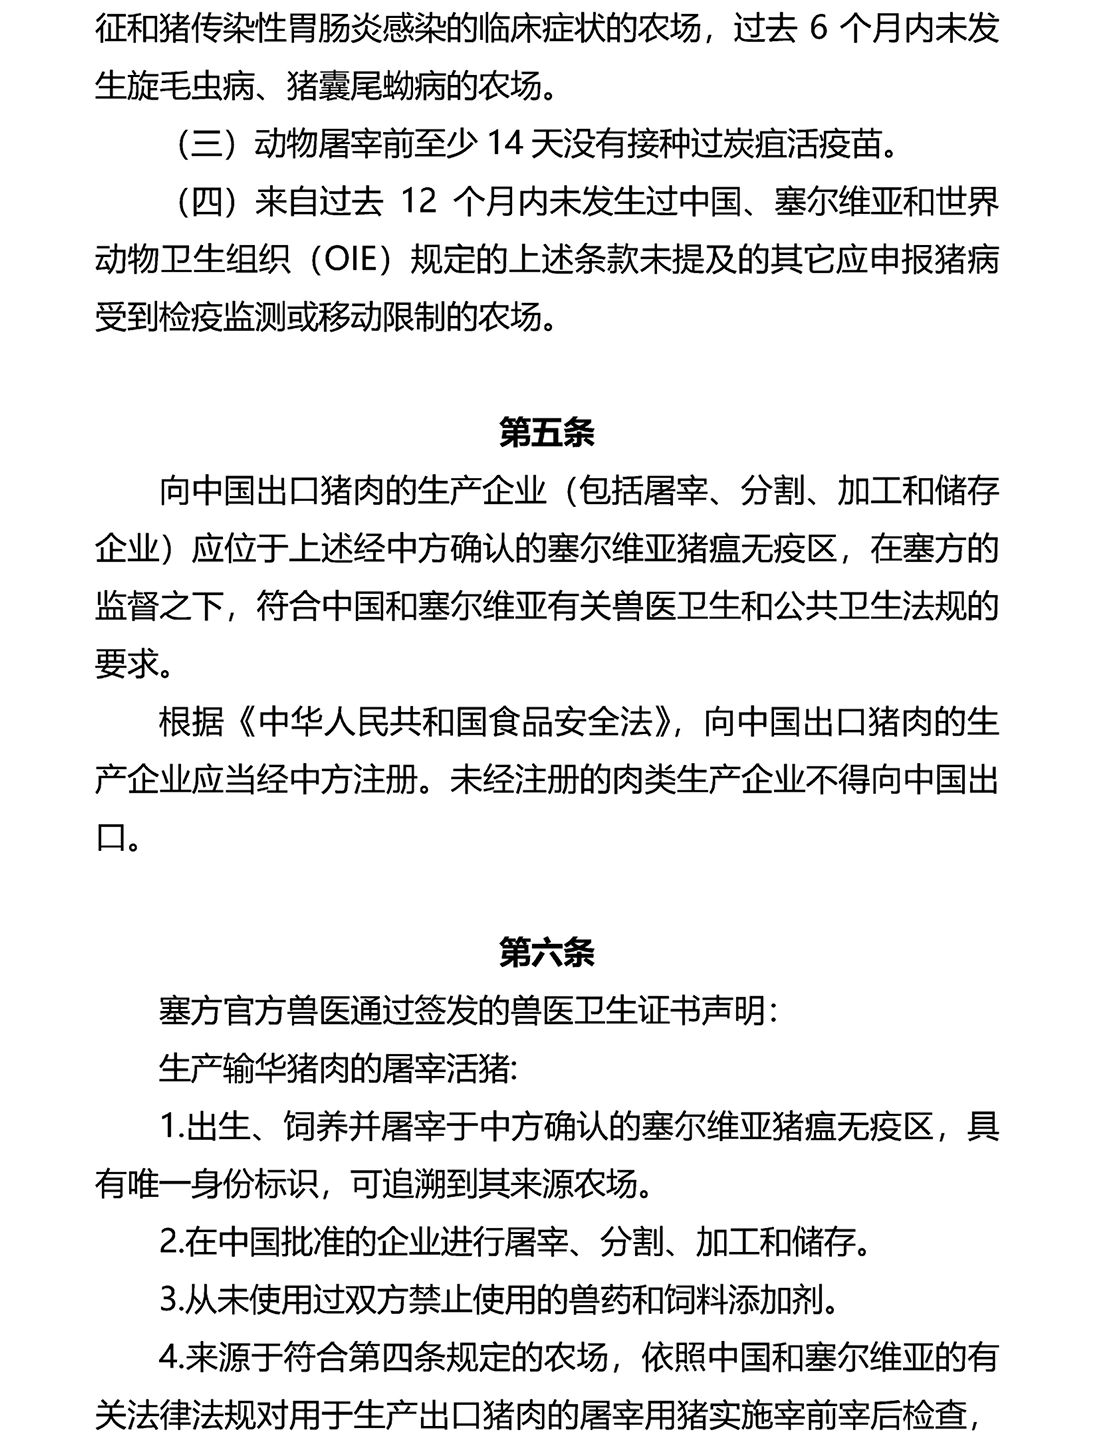 征和猪传染性胃肠炎感染的临床症状的农场，过去 6 个月内未发
生旋毛虫病、猪囊尾蚴病的农场。
（三）动物屠宰前至少 14 天没有接种过炭疽活疫苗。
（四）来自过去 12 个月内未发生过中国、塞尔维亚和世界
动物卫生组织（OIE）规定的上述条款未提及的其它应申报猪病
受到检疫监测或移动限制的农场。
第五条
向中国出口猪肉的生产企业（包括屠宰、分割、加工和储存
企业）应位于上述经中方确认的塞尔维亚猪瘟无疫区，在塞方的
监督之下，符合中国和塞尔维亚有关兽医卫生和公共卫生法规的
要求。
根据《中华人民共和国食品安全法》，向中国出口猪肉的生
产企业应当经中方注册。未经注册的肉类生产企业不得向中国出
口。
第六条
塞方官方兽医通过签发的兽医卫生证书声明：
生产输华猪肉的屠宰活猪:
1.出生、饲养并屠宰于中方确认的塞尔维亚猪瘟无疫区，具
有唯一身份标识，可追溯到其来源农场。
2.在中国批准的企业进行屠宰、分割、加工和储存。
3.从未使用过双方禁止使用的兽药和饲料添加剂。
4.来源于符合第四条规定的农场，依照中国和塞尔维亚的有
关法律法规对用于生产出口猪肉的屠宰用猪实施宰前宰后检查，